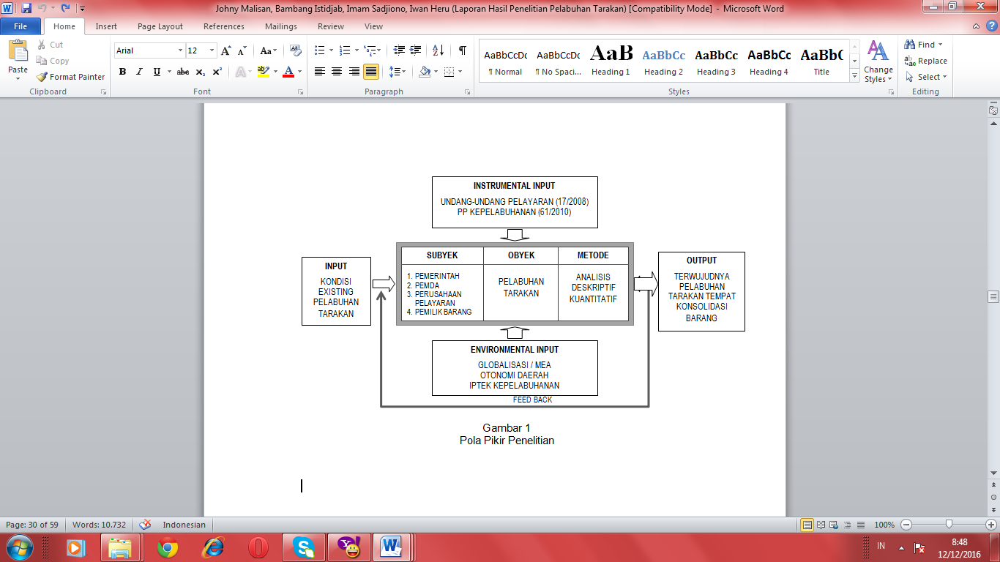 Johny Malisan, Bambang Istidjab, Imam Sadjiono, Iwan Heru (Laporan Hasil Penelitian Pelabuhan Tarakan) [Compatibility Mode] - Microsoft Word
File Home Insert Page Layout References Mailings Review View
Paste
Cut
Copy
Format Painter
Clipboard
Arial 12
Font
Paragraph
AaBbCcDc AaBbCcDc AaB AaBbCc AaBbCc AaBbCc AaBb(
¶ Normal ¶ No Spaci... Heading 1 Heading 2 Heading 3 Heading 4 Title
Change
Styles
Styles
Find
Replace
Select
Editing
INSTRUMENTAL INPUT
UNDANG-UNDANG PELAYARAN (17/2008)
PP KEPELABUHANAN (61/2010)
INPUT
KONDISI
EXISTING
PELABUHAN
TARAKAN
SUBYEK
1. PEMERINTAH
2. PEMDA
3. PERUSAHAAN
PELAYARAN
4. PEMILIK BARANG
OBYEK
PELABUHAN
TARAKAN
METODE
ANALISIS
DESKRIPTIF
KUANTITATIF
OUTPUT
TERWUJUDNYA
PELABUHAN
TARAKAN TEMPAT
KONSOLIDASI
BARANG
ENVIRONMENTAL INPUT
GLOBALISASI / MEA
OTONOMI DAERAH
IPTEK KEPELABUHANAN
FEED BACK
Gambar 1
Pola Pikir Penelitian
Page: 30 of 59 Words: 10.732 Indonesian 100%
IN 8:48
12/12/2016